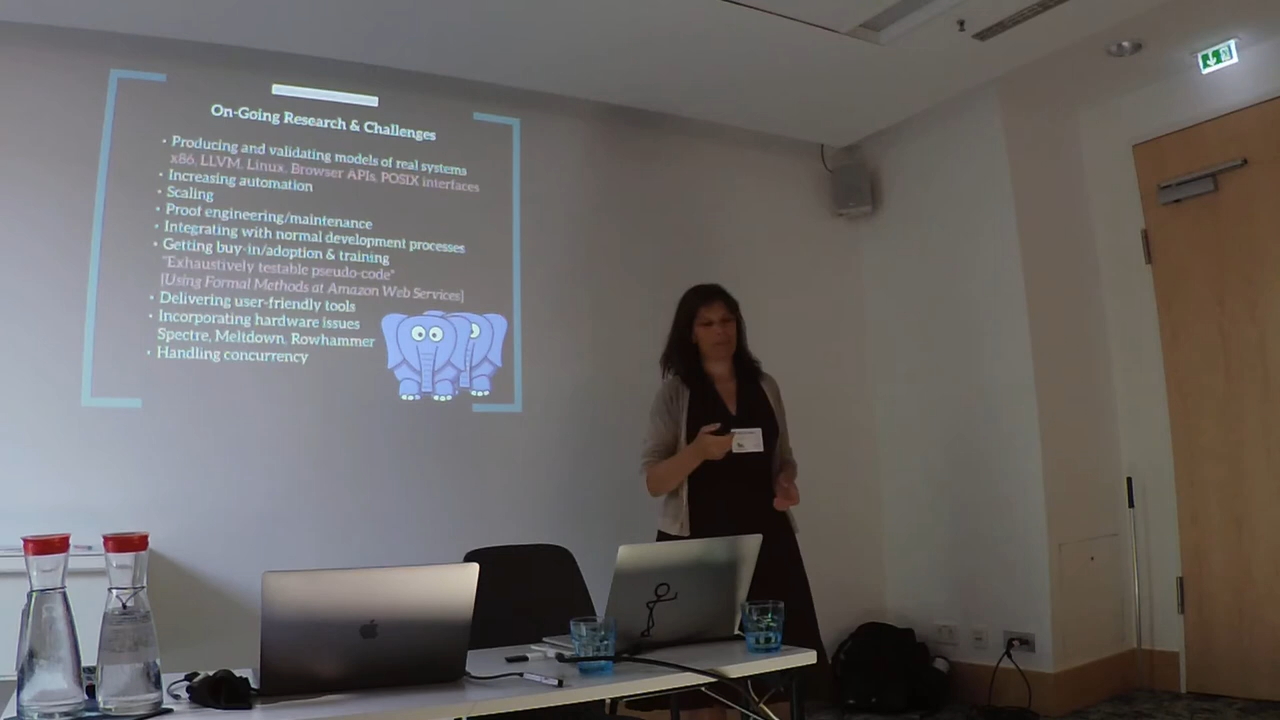 On-Going Research & Challenges
• Producing and validating models of real systems
x86, LLVM, Linux, Browser APIs, POSIX interfaces
• Increasing automation
• Scaling
• Proof engineering/maintenance
• Integrating with normal development processes
• Getting buy-in/adoption & training
"Exhaustively testable pseudo-code"
[Using Formal Methods at Amazon Web Services]
• Delivering user-friendly tools
• Incorporating hardware issues
Spectre, Meltdown, Rowhammer
• Handling concurrency